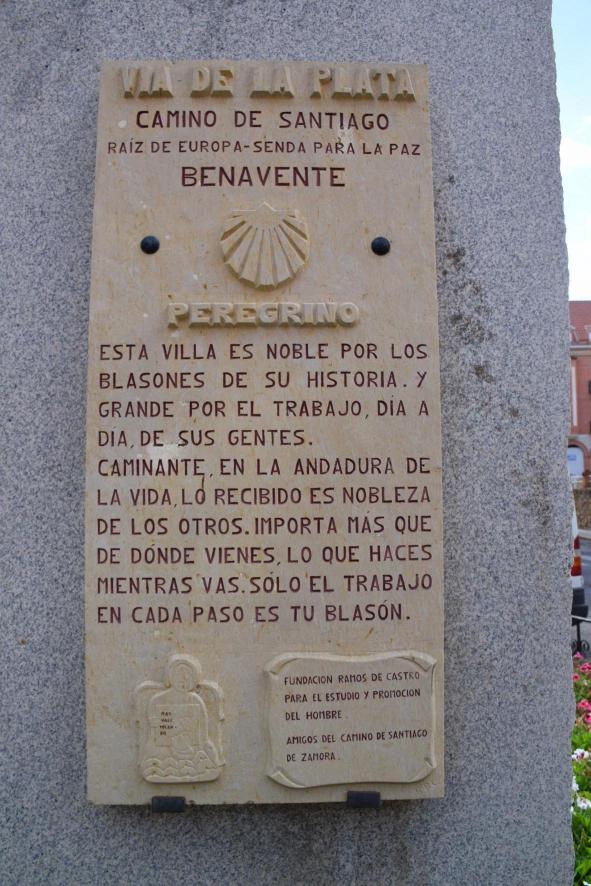 VIA DE LA PLATA
CAMINO DE SANTIAGO
RAÍZ DE EUROPA-SENDA PARA LA PAZ
BENAVENTE
PEREGRINO
ESTA VILLA ES NOBLE POR LOS
BLASONES DE SU HISTORIA. Y
GRANDE POR EL TRABAJO, DÍA A
DÍA, DE SUS GENTES.
CAMINANTE, EN LA ANDADURA DE
LA VIDA, LO RECIBIDO ES NOBLEZA
DE LOS OTROS. IMPORTA MÁS QUE
DE DÓNDE VIENES, LO QUE HACES
MIENTRAS VAS. SÓLO EL TRABAJO
EN CADA PASO ES TU BLASÓN.
FUNDACION RAMOS DE CASTRO
PARA EL ESTUDIO Y PROMOCION
DEL HOMBRE.
AMIGOS DEL CAMINO DE SANTIAGO
DE ZAMORA.